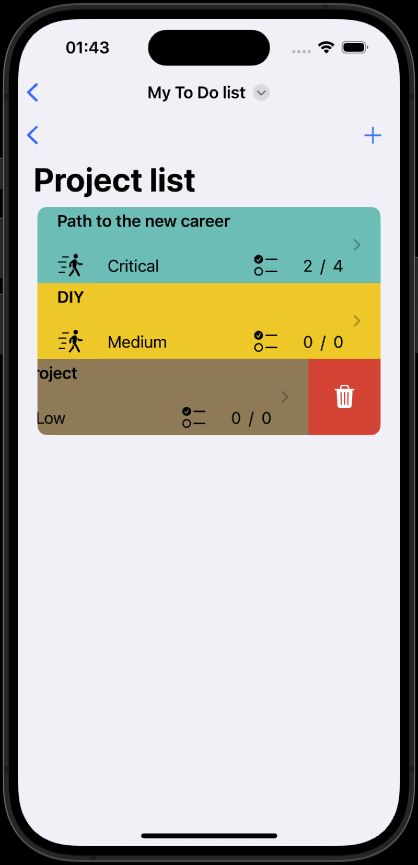 01:43
My To Do list
Project list
Path to the new career
Critical
2 / 4
DIY
Medium
0 / 0
roject
Low
0 / 0